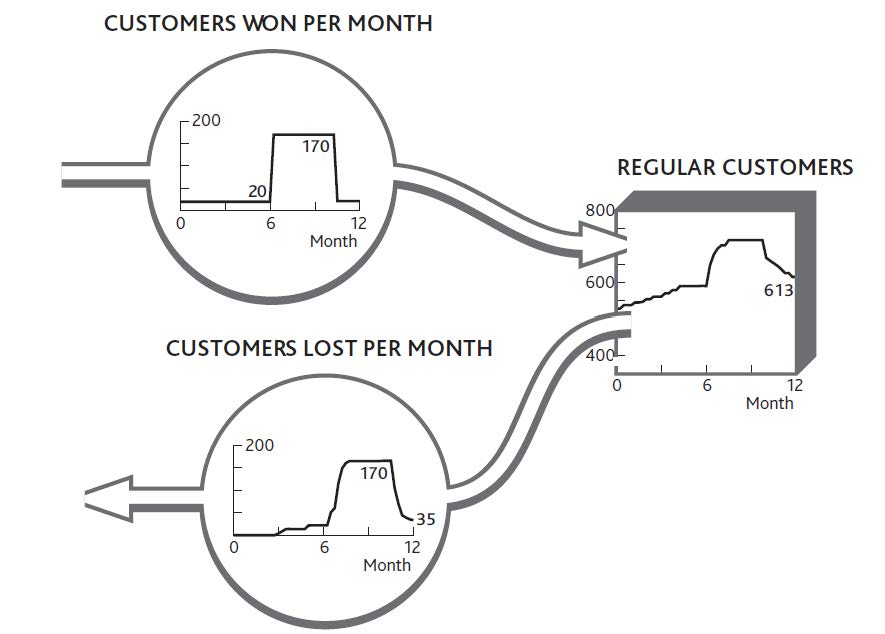 CUSTOMERS WON PER MONTH
200
170
20
0 6 12
Month
REGULAR CUSTOMERS
800
600
613
400
0 6 12
Month
CUSTOMERS LOST PER MONTH
200
170
35
0 6 12
Month